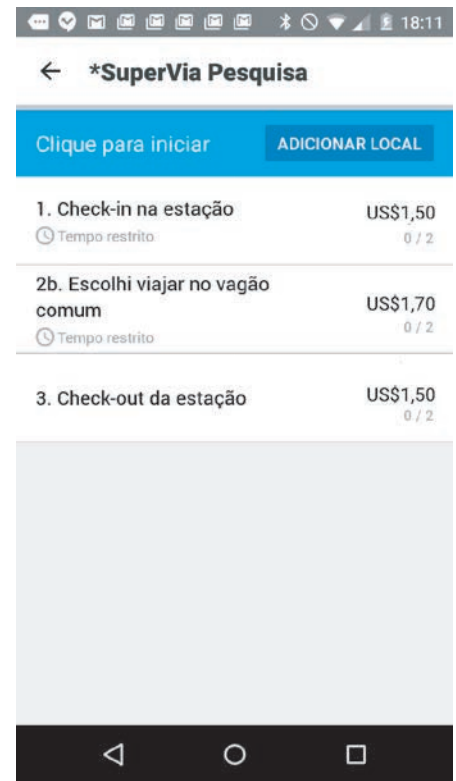 18:11
*SuperVia Pesquisa
Clique para iniciar
ADICIONAR LOCAL
1. Check-in na estação
US$1,50
Tempo restrito
0 / 2
2b. Escolhi viajar no vagão
comum
US$1,70
Tempo restrito
0 / 2
3. Check-out da estação
US$1,50
0 / 2